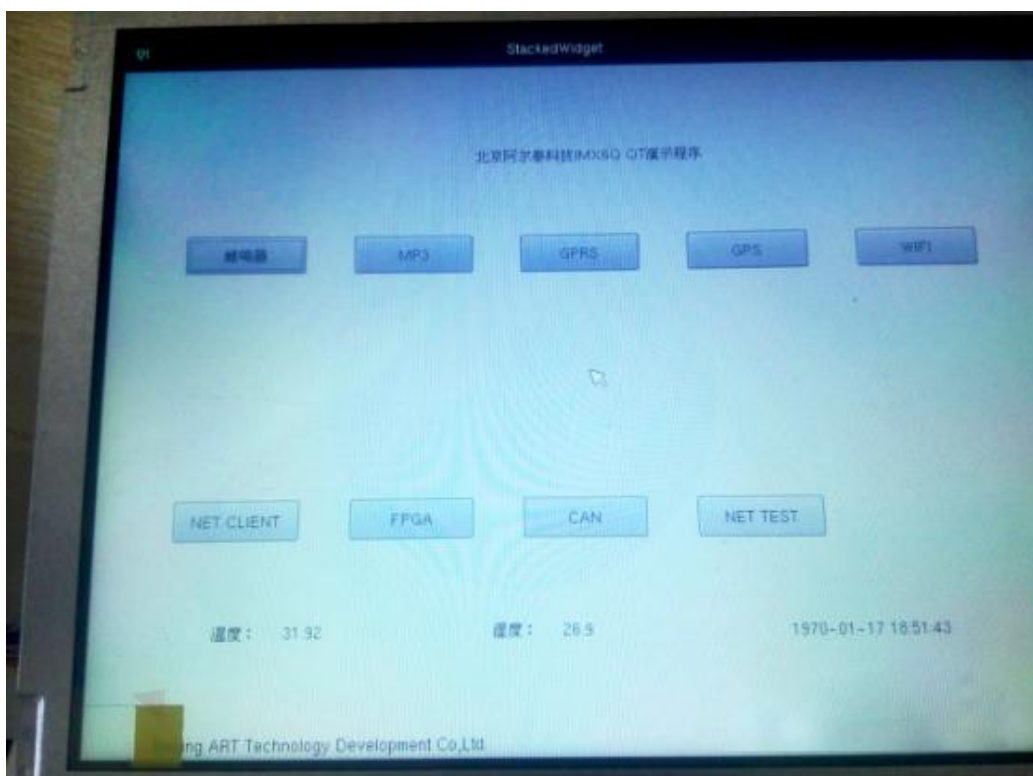 Qt
StackedWidget
北京阿尔泰科技IMX6Q QT演示程序
蜂鸣器 MP3 GPRS GPS WIFI
NET CLIENT FPGA CAN NET TEST
温度： 31.92 湿度： 26.9 1970-01-17 18:51:43
ing ART Technology Development Co,Ltd